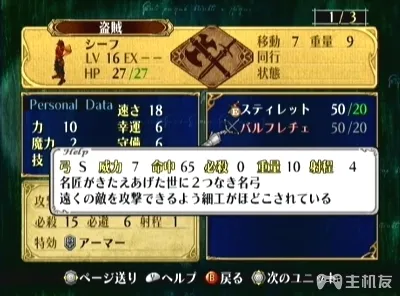 盗賊
1/3
シーフ
LV 16 EX --
HP 27/27
移動 7 重量 9
同行
状態
Personal Data
速さ 18
力 10 幸運 6
魔力 2 守備 6
技
スティレット 50/20
バルフレチェ 50/50
Help
弓 S 威力 7 命中 65 必殺 0 重量 10 射程 4
名匠がきたえあげた世に2つなき名弓
遠くの敵を攻撃できるよう細工がほどこされている
攻
必殺 15 必避 6 射程 1
特効 アーマー
ページ送り ヘルプ B 戻る 次のユニット
主机友